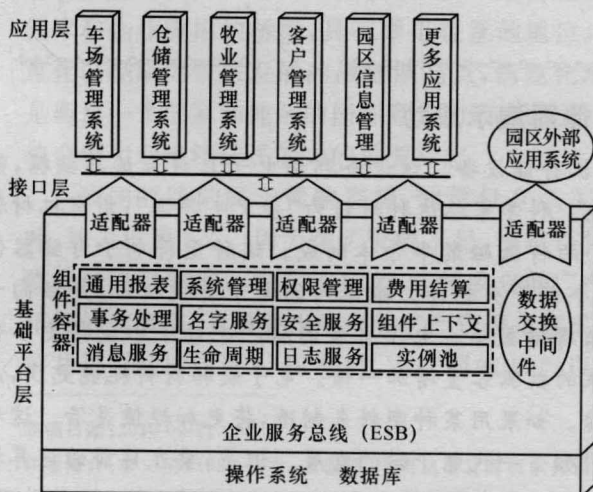 应用层
车场管理系统
仓储管理系统
牧业管理系统
客户管理系统
园区信息管理
更多应用系统
园区外部
应用系统
接口层
适配器
适配器
适配器
适配器
适配器
基础平台层
组件容器
通用报表
系统管理
权限管理
费用结算
事务处理
名字服务
安全服务
组件上下文
消息服务
生命周期
日志服务
实例池
数据
交换
中间
件
企业服务总线 (ESB)
操作系统 数据库